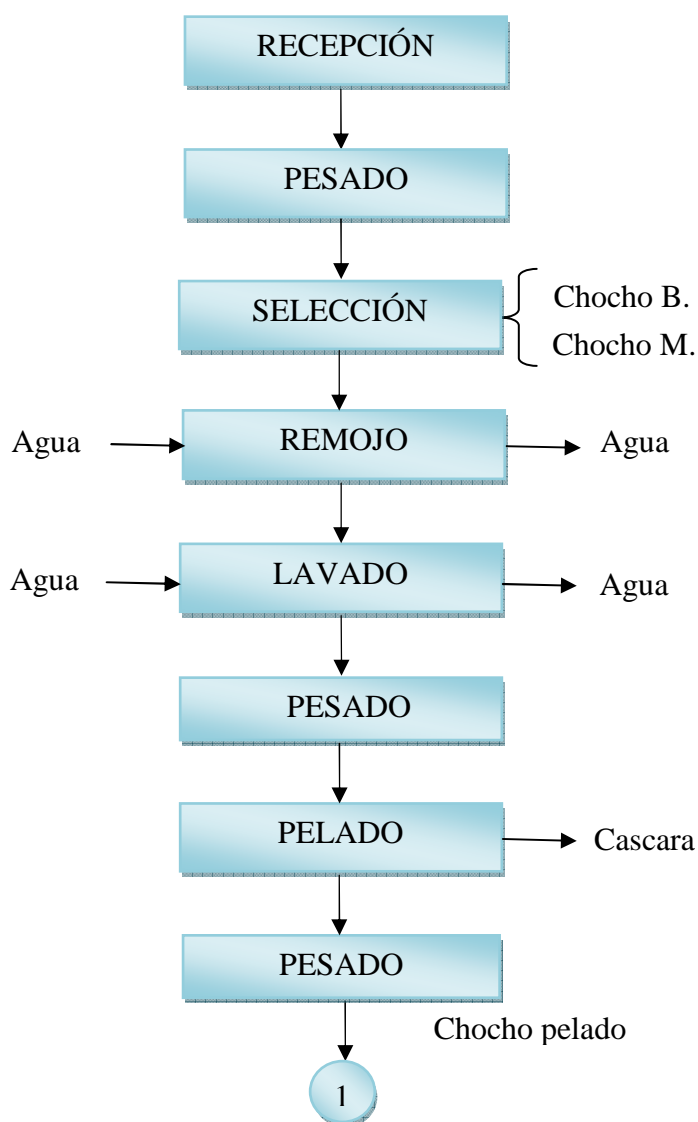 RECEPCIÓN
PESADO
SELECCIÓN
Chocho B.
Chocho M.
Agua
REMOJO
Agua
Agua
LAVADO
Agua
PESADO
PELADO
Cascara
PESADO
Chocho pelado
1